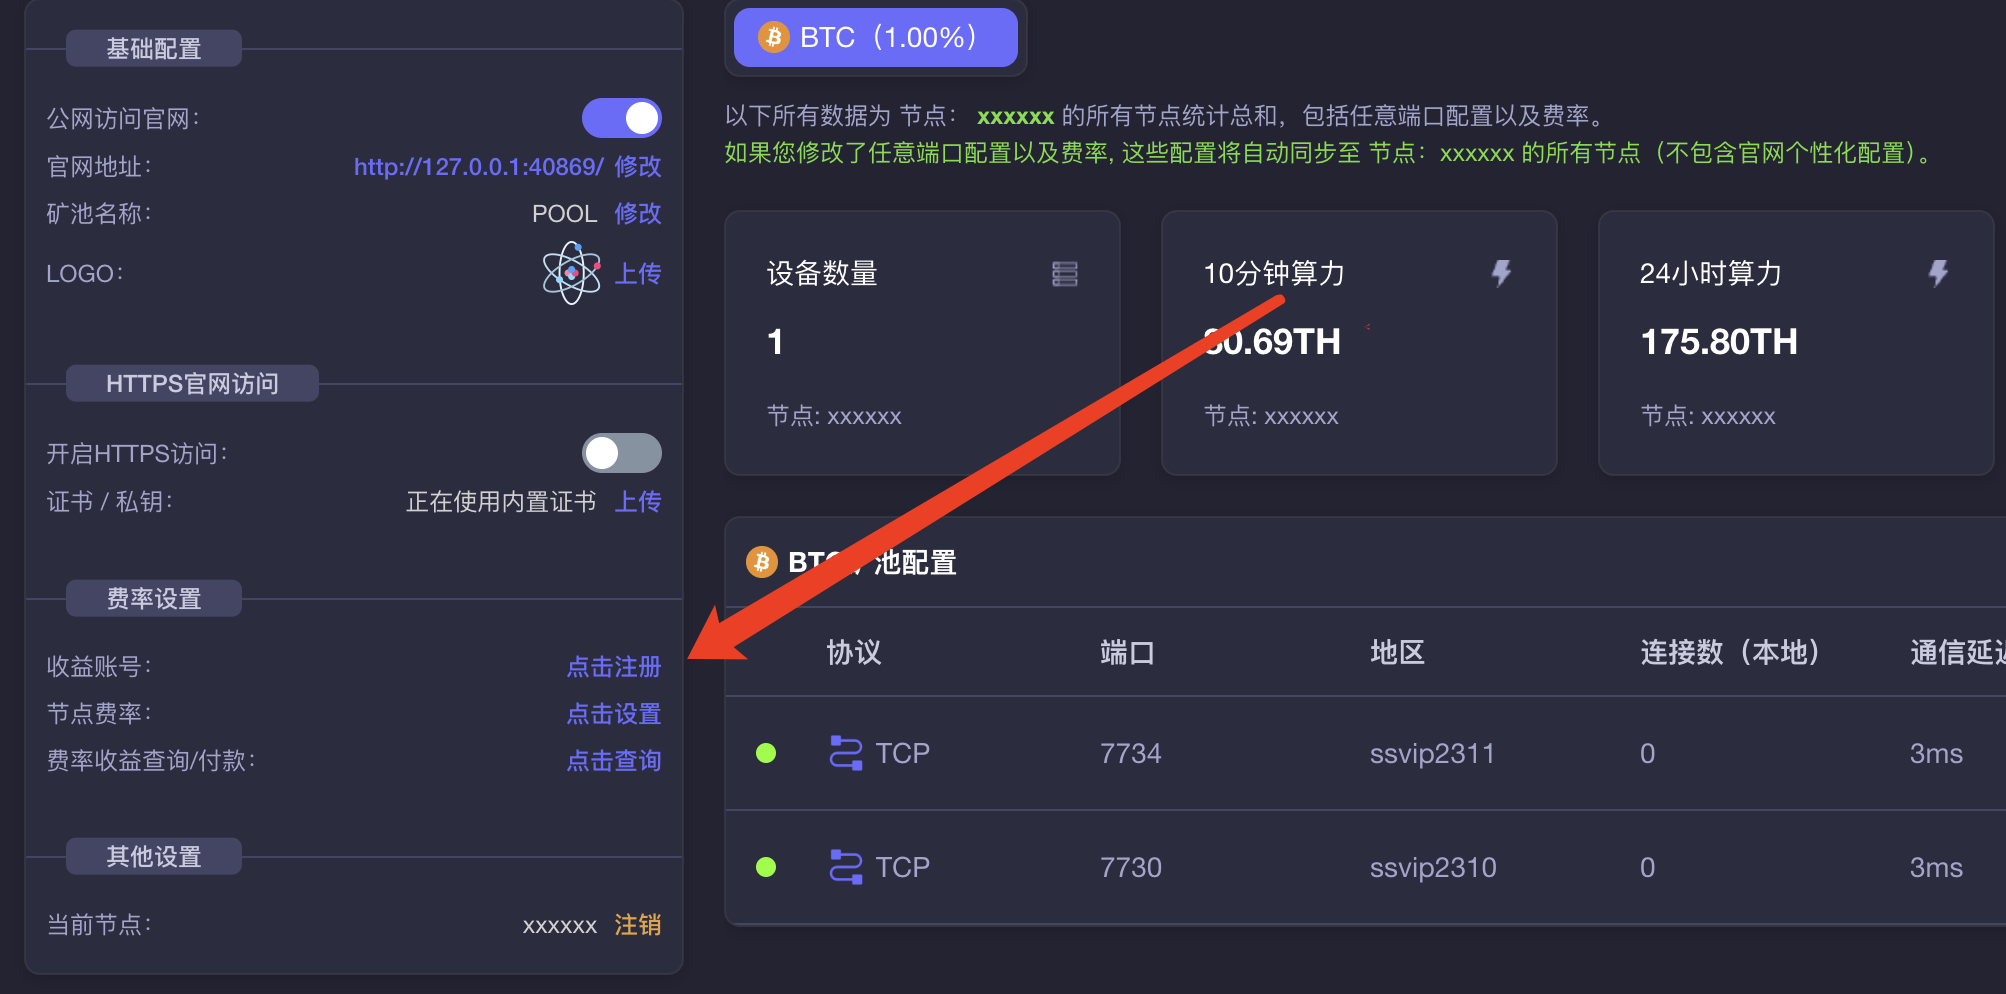 基础配置
公网访问官网:
官网地址: http://127.0.0.1:40869/ 修改
矿池名称: POOL 修改
LOGO: 上传
HTTPS官网访问
开启HTTPS访问:
证书 / 私钥: 正在使用内置证书 上传
费率设置
收益账号: 点击注册
节点费率: 点击设置
费率收益查询/付款: 点击查询
其他设置
当前节点: xxxxxx 注销
BTC（1.00%）
以下所有数据为 节点： xxxxxx 的所有节点统计总和，包括任意端口配置以及费率。
如果您修改了任意端口配置以及费率, 这些配置将自动同步至 节点：xxxxxx 的所有节点（不包含官网个性化配置）。
设备数量
1
节点: xxxxxx
10分钟算力
0.69TH
节点: xxxxxx
24小时算力
175.80TH
节点: xxxxxx
BTC 池配置
协议 端口 地区 连接数（本地） 通信延
TCP 7734 ssvip2311 0 3ms
TCP 7730 ssvip2310 0 3ms